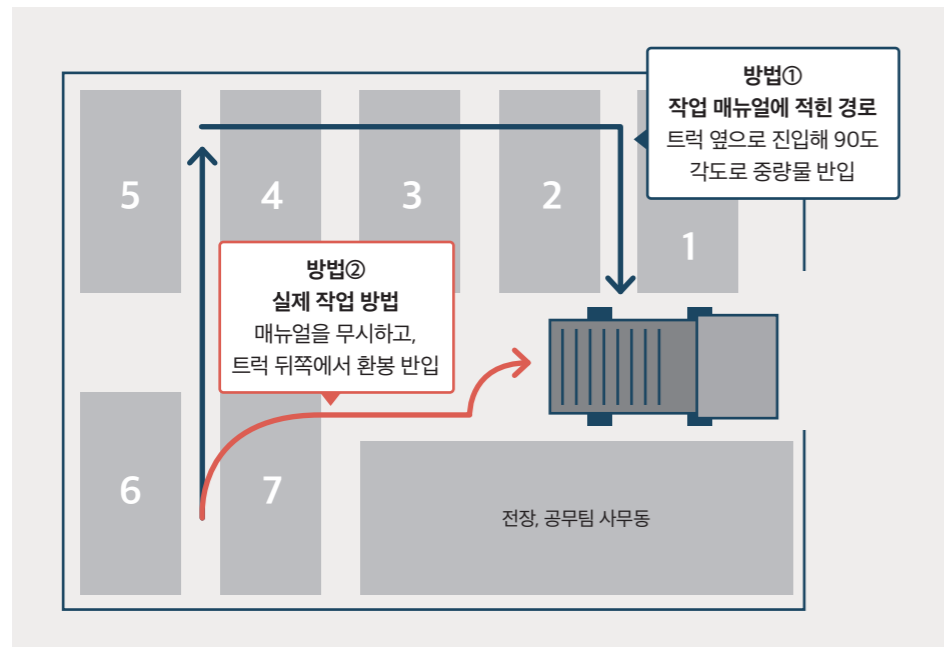 방법①
작업 매뉴얼에 적힌 경로
트럭 옆으로 진입해 90도
각도로 중량물 반입
5
4
3
2
1
방법②
실제 작업 방법
매뉴얼을 무시하고,
트럭 뒤쪽에서 환봉 반입
6
7
전장, 공무팀 사무동